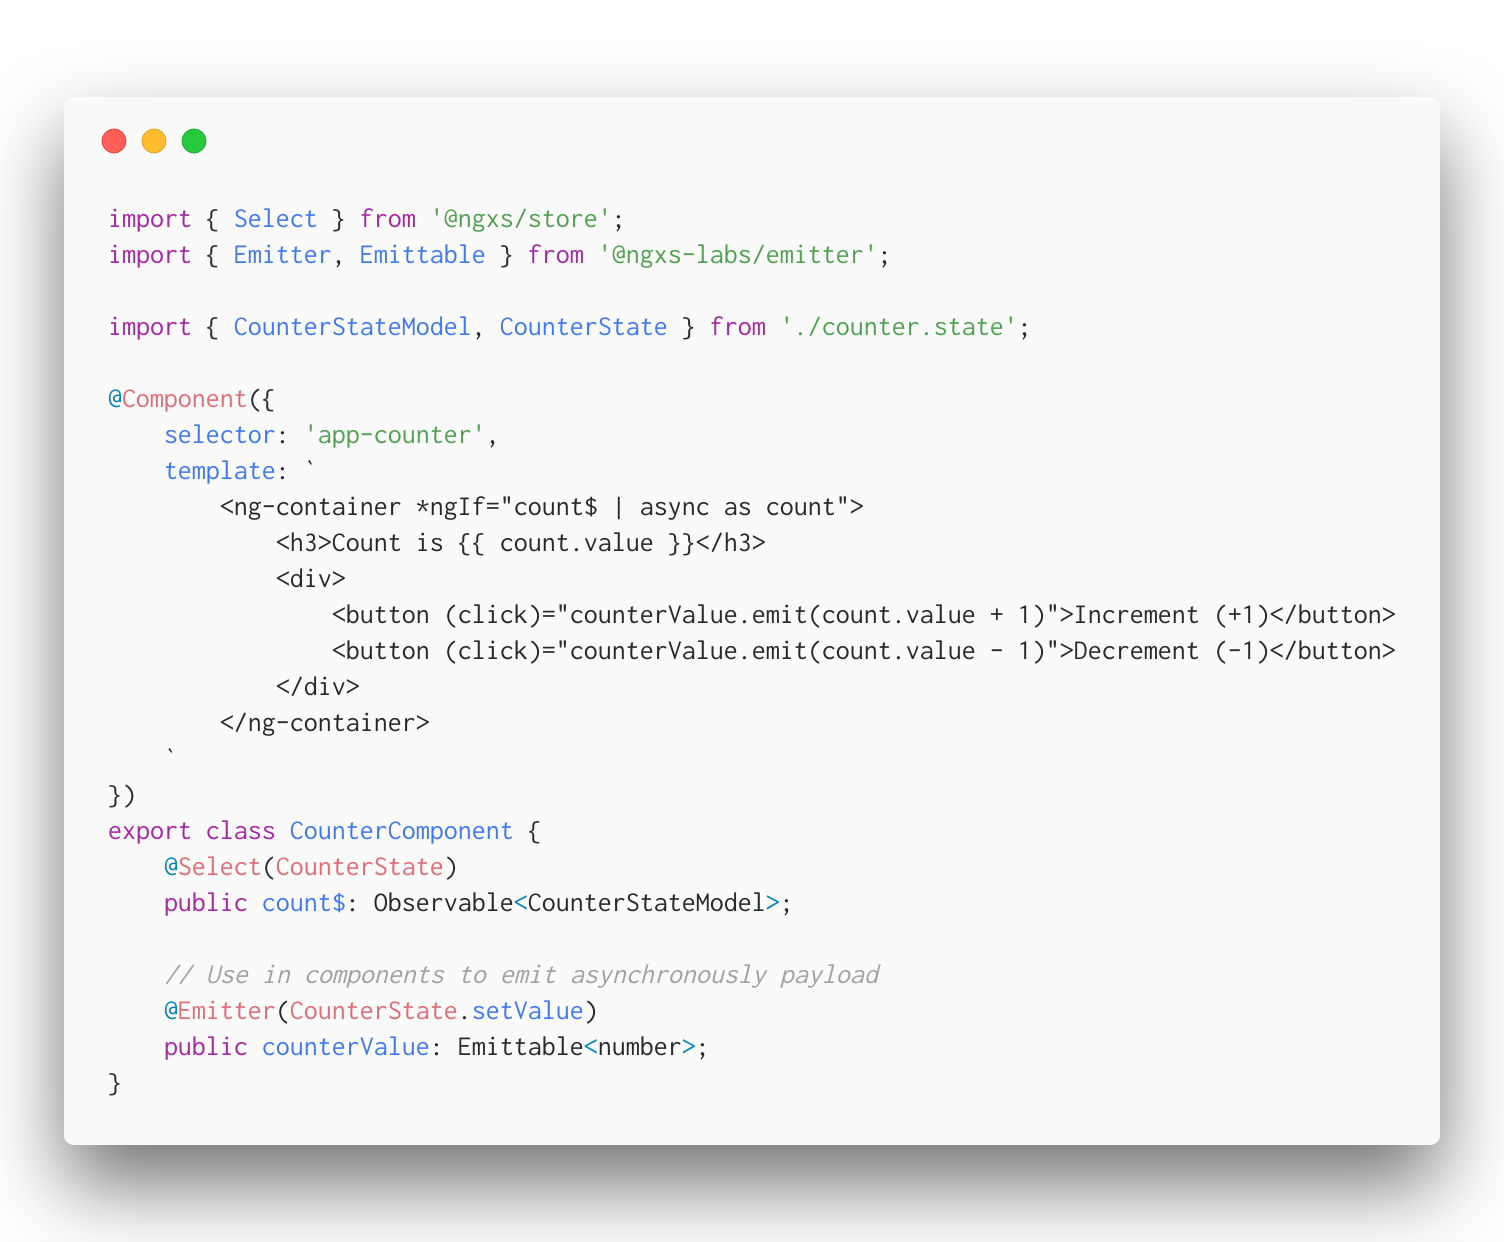 import { Select } from '@ngxs/store';
import { Emitter, Emittable } from '@ngxs-labs/emitter';

import { CounterStateModel, CounterState } from './counter.state';

@Component({
    selector: 'app-counter',
    template: `
        <ng-container *ngIf="count$ | async as count">
            <h3>Count is {{ count.value }}</h3>
            <div>
                <button (click)="counterValue.emit(count.value + 1)">Increment (+1)</button>
                <button (click)="counterValue.emit(count.value - 1)">Decrement (-1)</button>
            </div>
        </ng-container>
    `
})
export class CounterComponent {
    @Select(CounterState)
    public count$: Observable<CounterStateModel>;

    // Use in components to emit asynchronously payload
    @Emitter(CounterState.setValue)
    public counterValue: Emittable<number>;
}